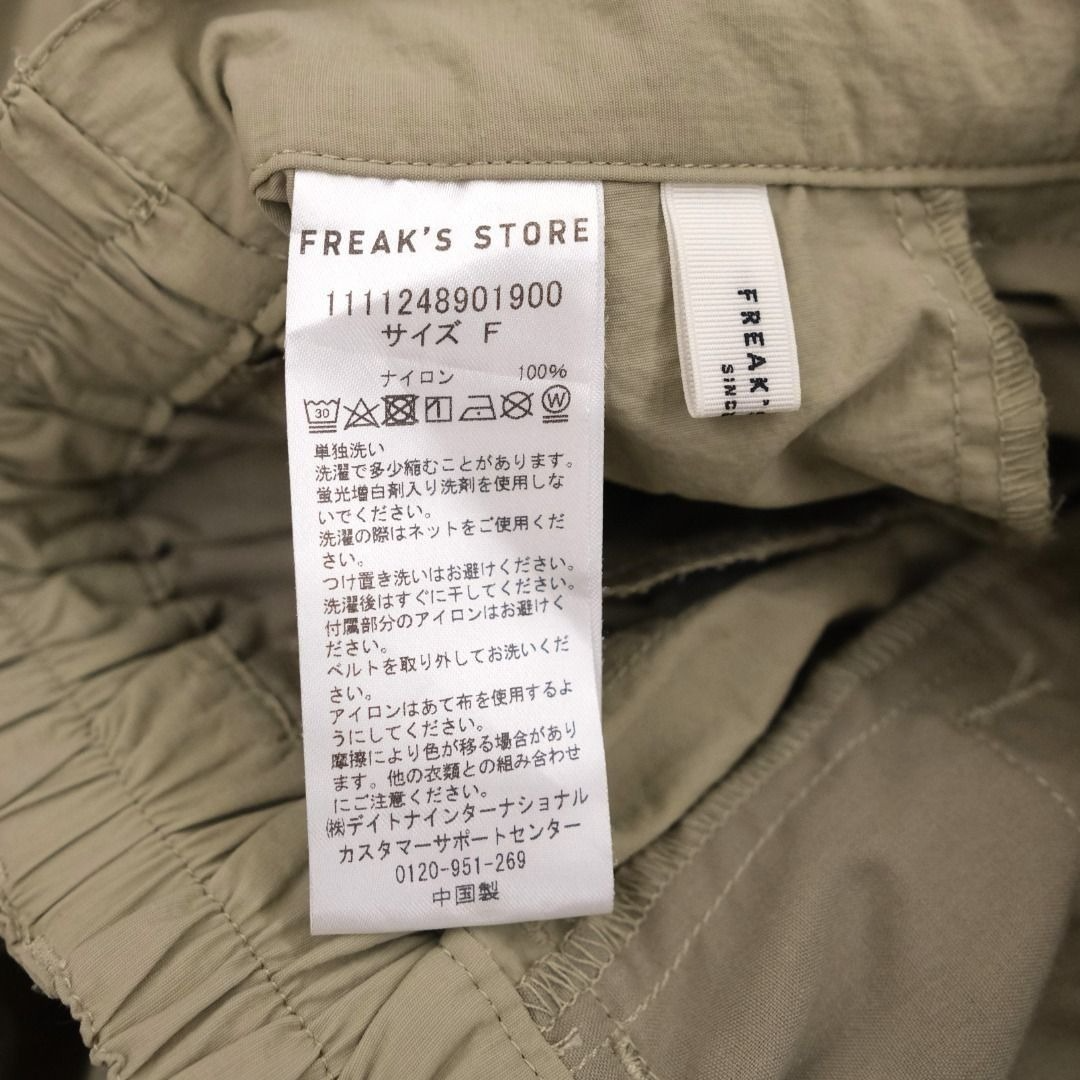 FREAK'S STORE
1111248901900
サイズ F
ナイロン 100%
30 W
単独洗い
洗濯で多少縮むことがあります。
蛍光増白剤入り洗剤を使用しな
いでください。
洗濯の際はネットをご使用くだ
さい。
つけ置き洗いはお避けください。
洗濯後はすぐに干してください。
付属部分のアイロンはお避けく
ださい。
ベルトを取り外してお洗いくだ
さい。
アイロンはあて布を使用するよ
うにしてください。
摩擦により色が移る場合があり
ます。他の衣類との組み合わせ
にご注意ください。
㈱デイトナインターナショナル
カスタマーサポートセンター
0120-951-269
中国製
FREAK'
SINC